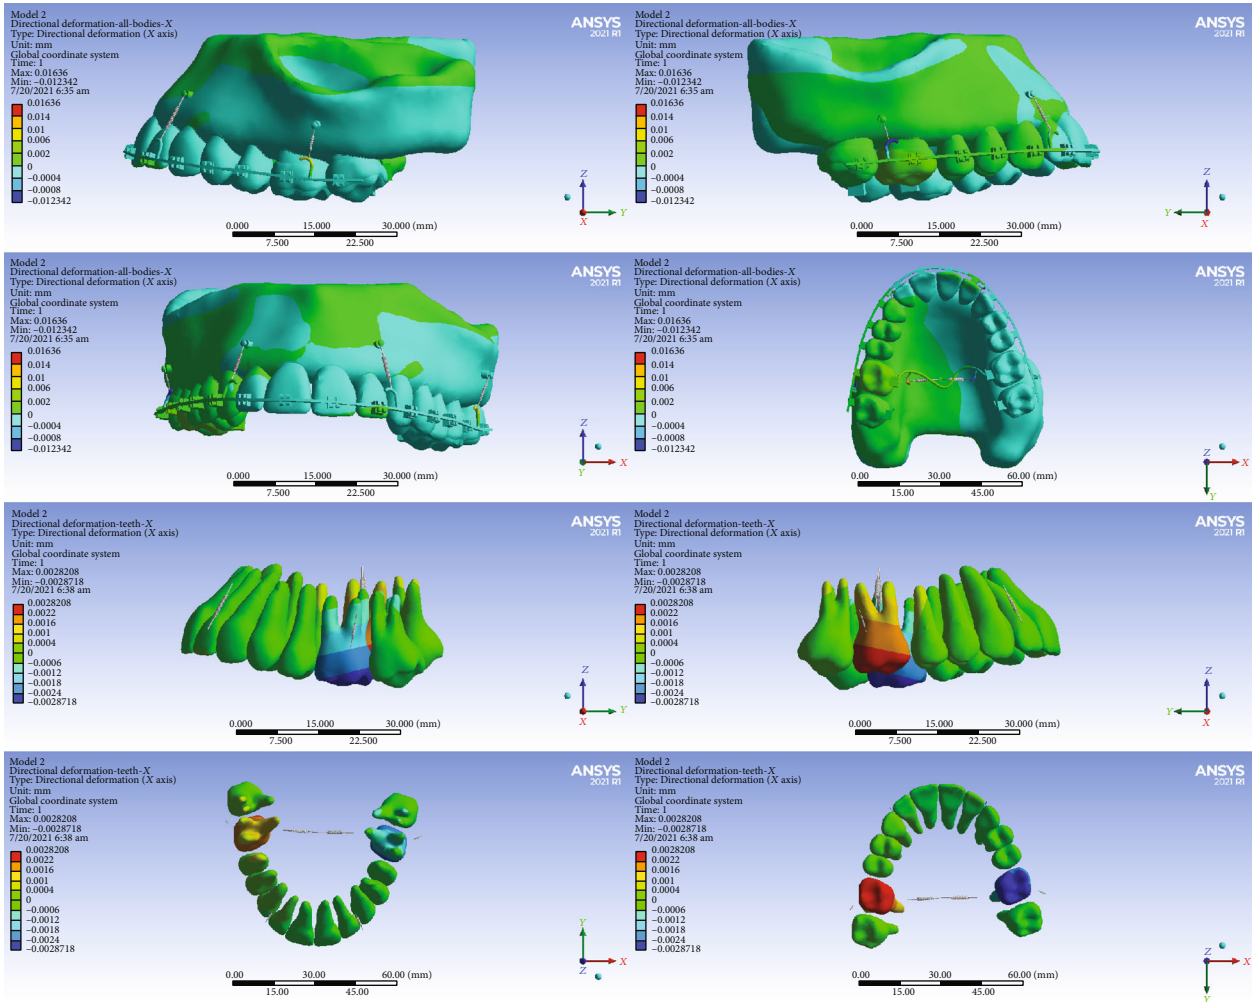 Model 2
Directional deformation-all-bodies-X
Type: Directional deformation (X axis)
Unit: mm
Global coordinate system
Time: 1
Max: 0.01636
Min: –0.012342
7/20/2021 6:35 am
0.01636
0.014
0.01
0.006
0.002
0
–0.0004
–0.0008
–0.012342
ANSYS
2021 R1
Z
Y
X
0.000 15.000 30.000 (mm)
7.500 22.500
Model 2
Directional deformation-all-bodies-X
Type: Directional deformation (X axis)
Unit: mm
Global coordinate system
Time: 1
Max: 0.01636
Min: –0.012342
7/20/2021 6:35 am
0.01636
0.014
0.01
0.006
0.002
0
–0.0004
–0.0008
–0.012342
ANSYS
2021 R1
Z
Y
X
0.000 15.000 30.000 (mm)
7.500 22.500
Model 2
Directional deformation-all-bodies-X
Type: Directional deformation (X axis)
Unit: mm
Global coordinate system
Time: 1
Max: 0.01636
Min: –0.012342
7/20/2021 6:35 am
0.01636
0.014
0.01
0.006
0.002
0
–0.0004
–0.0008
–0.012342
ANSYS
2021 R1
Z
X
Y
0.000 15.000 30.000 (mm)
7.500 22.500
Model 2
Directional deformation-all-bodies-X
Type: Directional deformation (X axis)
Unit: mm
Global coordinate system
Time: 1
Max: 0.01636
Min: –0.012342
7/20/2021 6:35 am
0.01636
0.014
0.01
0.006
0.002
0
–0.0004
–0.0008
–0.012342
ANSYS
2021 R1
Z
X
Y
0.00 30.00 60.00 (mm)
15.00 45.00
Model 2
Directional deformation-teeth-X
Type: Directional deformation (X axis)
Unit: mm
Global coordinate system
Time: 1
Max: 0.0028208
Min: –0.0028718
7/20/2021 6:38 am
0.0028208
0.0022
0.0016
0.001
0.0004
0
–0.0006
–0.0012
–0.0018
–0.0024
–0.0028718
ANSYS
2021 R1
Z
Y
X
0.000 15.000 30.000 (mm)
7.500 22.500
Model 2
Directional deformation-teeth-X
Type: Directional deformation (X axis)
Unit: mm
Global coordinate system
Time: 1
Max: 0.0028208
Min: –0.0028718
7/20/2021 6:38 am
0.0028208
0.0022
0.0016
0.001
0.0004
0
–0.0006
–0.0012
–0.0018
–0.0024
–0.0028718
ANSYS
2021 R1
Z
Y
X
0.000 15.000 30.000 (mm)
7.500 22.500
Model 2
Directional deformation-teeth-X
Type: Directional deformation (X axis)
Unit: mm
Global coordinate system
Time: 1
Max: 0.0028208
Min: –0.0028718
7/20/2021 6:38 am
0.0028208
0.0022
0.0016
0.001
0.0004
0
–0.0006
–0.0012
–0.0018
–0.0024
–0.0028718
ANSYS
2021 R1
Y
X
Z
0.00 30.00 60.00 (mm)
15.00 45.00
Model 2
Directional deformation-teeth-X
Type: Directional deformation (X axis)
Unit: mm
Global coordinate system
Time: 1
Max: 0.0028208
Min: –0.0028718
7/20/2021 6:38 am
0.0028208
0.0022
0.0016
0.001
0.0004
0
–0.0006
–0.0012
–0.0018
–0.0024
–0.0028718
ANSYS
2021 R1
Z
X
Y
0.00 30.00 60.00 (mm)
15.00 45.00